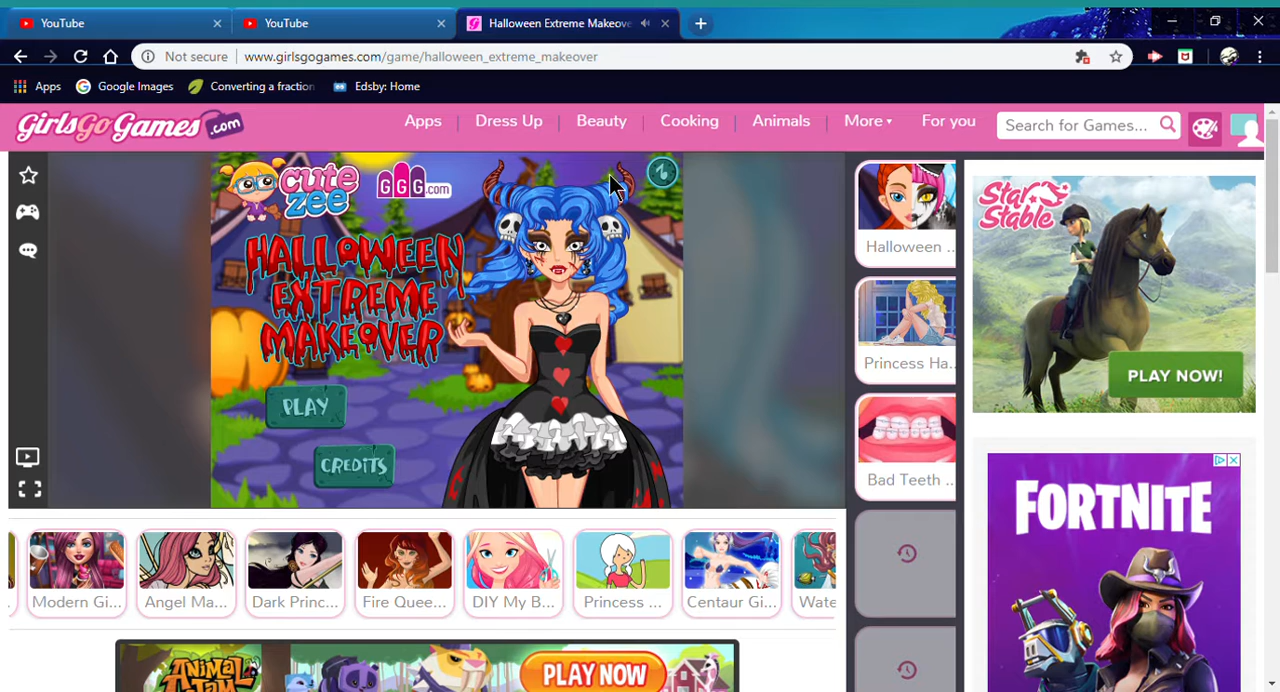 YouTube
YouTube
Halloween Extreme Makeove
Not secure
www.girlsgogames.com/game/halloween_extreme_makeover
Apps
Google Images
Converting a fraction
Edsby: Home
GirlsGoGames.com
Apps
Dress Up
Beauty
Cooking
Animals
More
For you
Search for Games...
cute zee
GGG.com
HALLOWEEN
EXTREME
MAKEOVER
PLAY
CREDITS
Halloween ..
Princess Ha...
Bad Teeth ..
Star Stable
PLAY NOW!
FORTNITE
Modern Gi...
Angel Ma...
Dark Princ...
Fire Quee...
DIY My B...
Princess ...
Centaur Gi...
Wate
ANIMAL
JAM
PLAY NOW